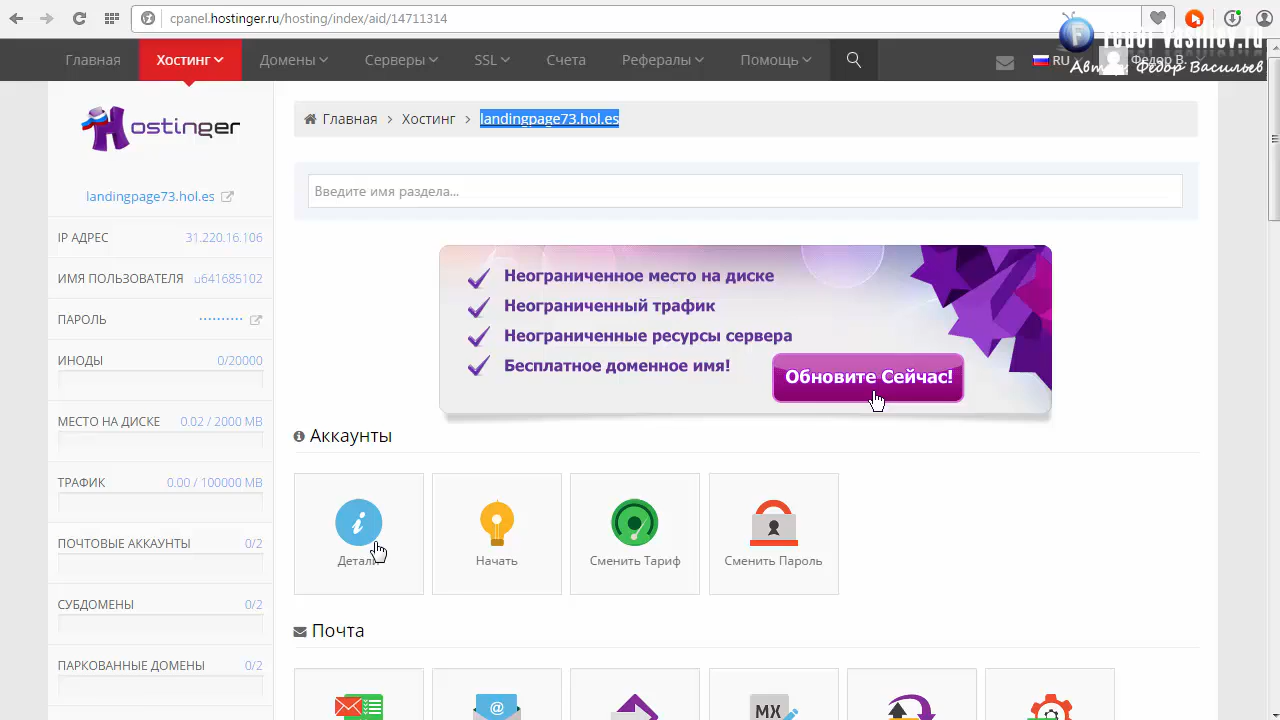 cpanel.hostinger.ru/hosting/index/aid/14711314
Fedor-Vasiliev.ru
Автор Федор Васильев
Главная
Хостинг
Домены
Серверы
SSL
Счета
Рефералы
Помощь
RU
Федор В.
Hostinger
Главная > Хостинг > landingpage73.hol.es
landingpage73.hol.es
Введите имя раздела...
IP АДРЕС 31.220.16.106
ИМЯ ПОЛЬЗОВАТЕЛЯ u641685102
ПАРОЛЬ ··········
ИНОДЫ 0/20000
МЕСТО НА ДИСКЕ 0.02 / 2000 MB
ТРАФИК 0.00 / 100000 MB
ПОЧТОВЫЕ АККАУНТЫ 0/2
СУБДОМЕНЫ 0/2
ПАРКОВАННЫЕ ДОМЕНЫ 0/2
Неограниченное место на диске
Неограниченный трафик
Неограниченные ресурсы сервера
Бесплатное доменное имя!
Обновите Сейчас!
Аккаунты
Детали
Начать
Сменить Тариф
Сменить Пароль
Почта
MX